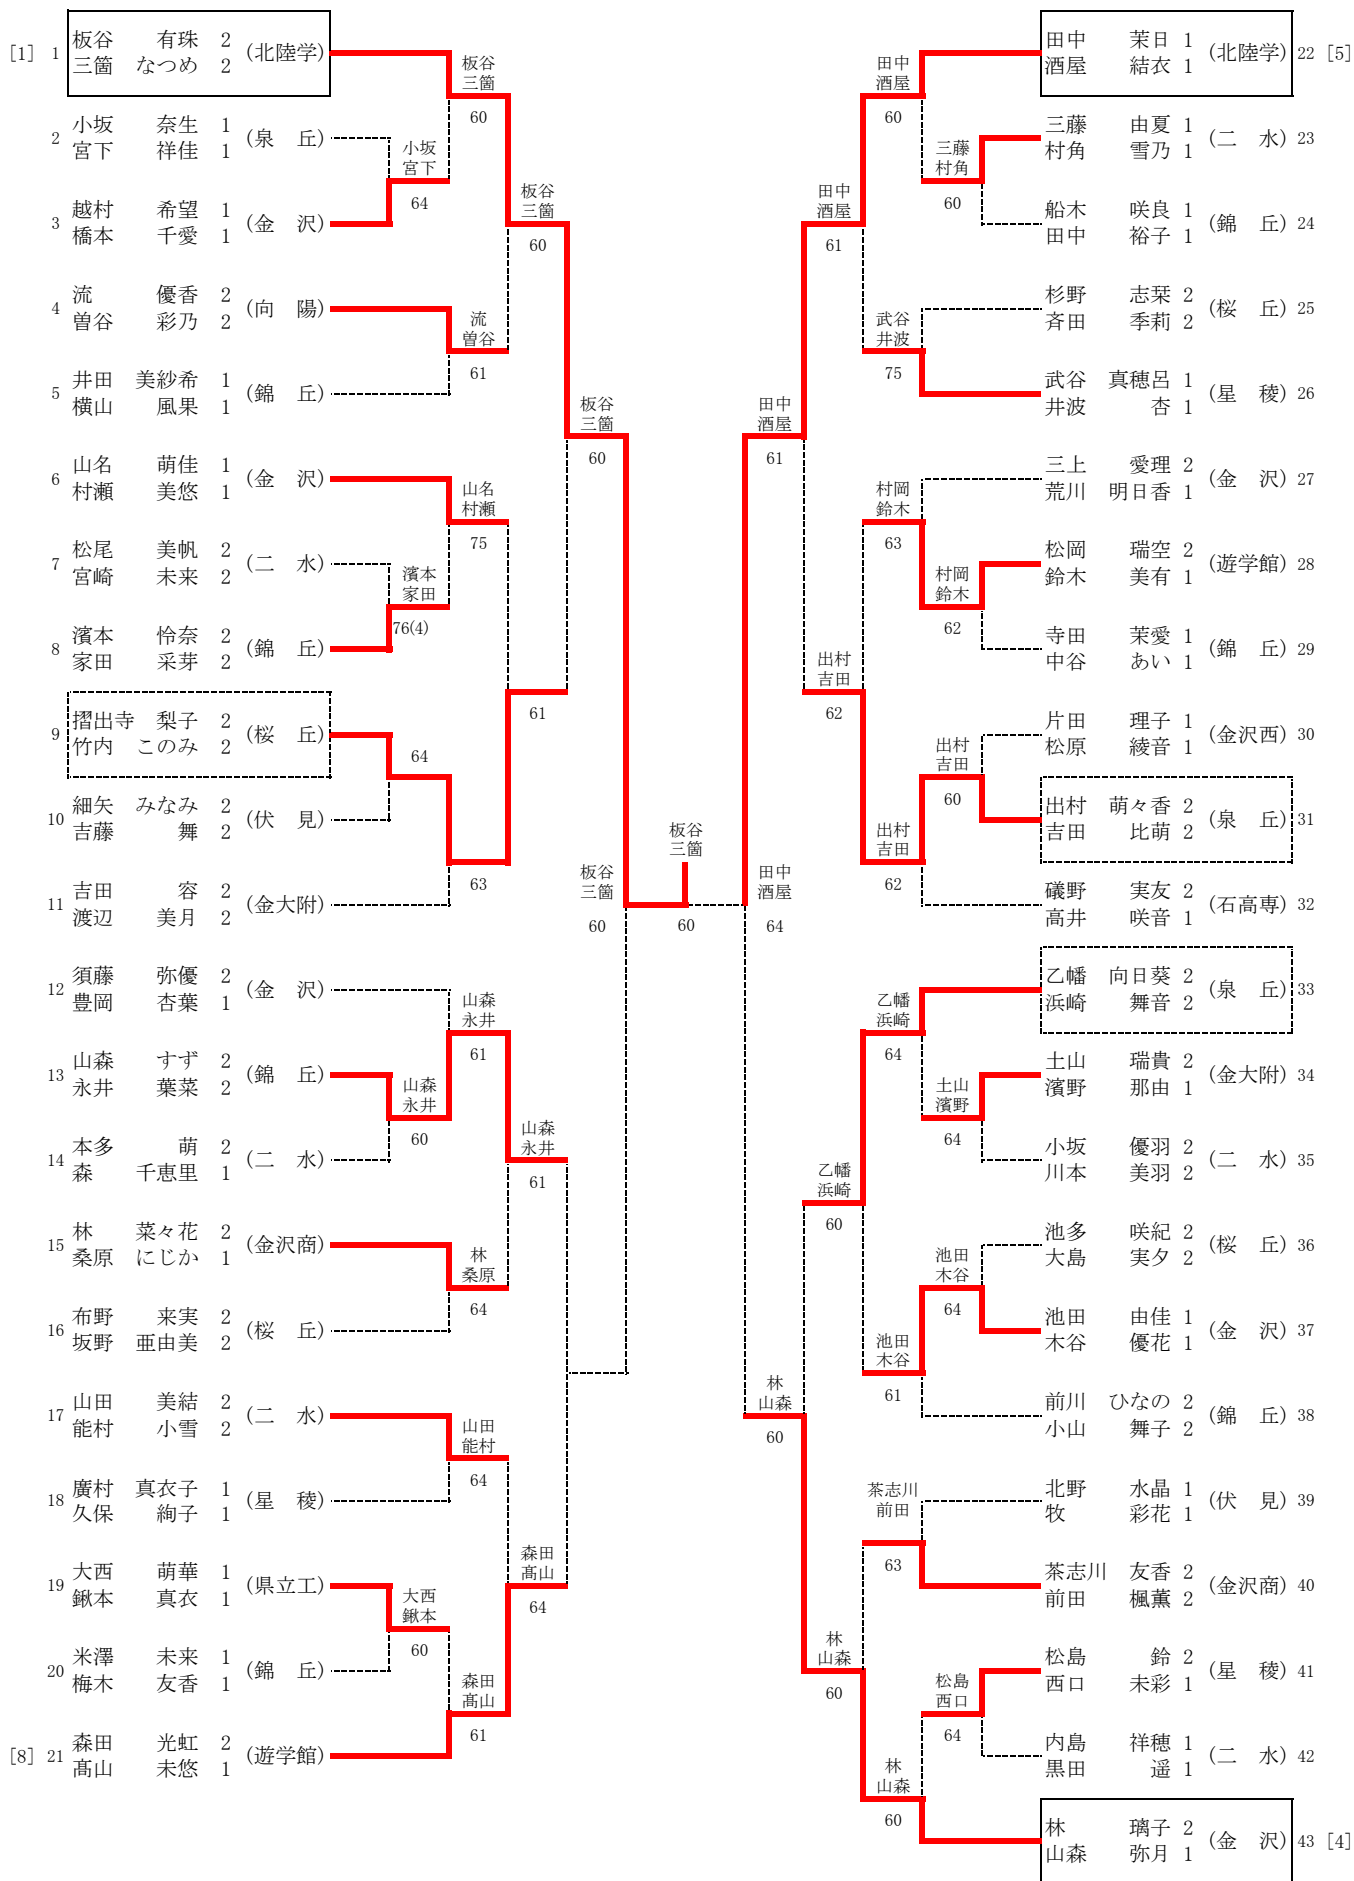 [1] 1 板谷 有珠 2 (北陸学)
三箇 なつめ 2
2 小坂 奈生 1 (泉 丘)
宮下 祥佳 1
3 越村 希望 1 (金 沢)
橋本 千愛 1
4 流 優香 2 (向 陽)
曽谷 彩乃 2
5 井田 美紗希 1 (錦 丘)
横山 風果 1
6 山名 萌佳 1 (金 沢)
村瀬 美悠 1
7 松尾 美帆 2 (二 水)
宮崎 未来 2
8 濱本 怜奈 2 (錦 丘)
家田 采芽 2
9 摺出寺 梨子 2 (桜 丘)
竹内 このみ 2
10 細矢 みなみ 2 (伏 見)
吉藤 舞 2
11 吉田 容 2 (金大附)
渡辺 美月 2
12 須藤 弥優 2 (金 沢)
豊岡 杏葉 1
13 山森 すず 2 (錦 丘)
永井 葉菜 2
14 本多 萌 2 (二 水)
森 千恵里 1
15 林 菜々花 2 (金沢商)
桑原 にじか 1
16 布野 来実 2 (桜 丘)
坂野 亜由美 2
17 山田 美結 2 (二 水)
能村 小雪 2
18 廣村 真衣子 1 (星 稜)
久保 絢子 1
19 大西 萌華 1 (県立工)
鍬本 真衣 1
20 米澤 未来 1 (錦 丘)
梅木 友香 1
[8] 21 森田 光虹 2 (遊学館)
髙山 未悠 1
小坂
宮下
64
濱本
家田
76(4)
64
山森
永井
60
大西
鍬本
60
板谷
三箇
60
流
曽谷
61
山名
村瀬
75
63
山森
永井
61
林
桑原
64
山田
能村
64
森田
髙山
61
板谷
三箇
60
61
山森
永井
61
森田
髙山
64
板谷
三箇
60
板谷
三箇
60
板谷
三箇
60
田中
酒屋
64
田中
酒屋
61
林
山森
60
田中
酒屋
61
出村
吉田
62
乙幡
浜崎
60
林
山森
60
田中
酒屋
60
武谷
井波
75
村岡
鈴木
63
出村
吉田
62
乙幡
浜崎
64
池田
木谷
61
茶志川
前田
63
林
山森
60
三藤
村角
60
村岡
鈴木
62
出村
吉田
60
土山
濱野
64
池田
木谷
64
松島
西口
64
田中 茉日 1 (北陸学) 22 [5]
酒屋 結衣 1
三藤 由夏 1 (二 水) 23
村角 雪乃 1
船木 咲良 1 (錦 丘) 24
田中 裕子 1
杉野 志栞 2 (桜 丘) 25
斉田 季莉 2
武谷 真穂呂 1 (星 稜) 26
井波 杏 1
三上 愛理 2 (金 沢) 27
荒川 明日香 1
松岡 瑞空 2 (遊学館) 28
鈴木 美有 1
寺田 茉愛 1 (錦 丘) 29
中谷 あい 1
片田 理子 1 (金沢西) 30
松原 綾音 1
出村 萌々香 2 (泉 丘) 31
吉田 比萌 2
礒野 実友 2 (石高専) 32
高井 咲音 1
乙幡 向日葵 2 (泉 丘) 33
浜崎 舞音 2
土山 瑞貴 2 (金大附) 34
濱野 那由 1
小坂 優羽 2 (二 水) 35
川本 美羽 2
池多 咲紀 2 (桜 丘) 36
大島 実夕 2
池田 由佳 1 (金 沢) 37
木谷 優花 1
前川 ひなの 2 (錦 丘) 38
小山 舞子 2
北野 水晶 1 (伏 見) 39
牧 彩花 1
茶志川 友香 2 (金沢商) 40
前田 楓薫 2
松島 鈴 2 (星 稜) 41
西口 未彩 1
内島 祥穂 1 (二 水) 42
黒田 遥 1
林 璃子 2 (金 沢) 43 [4]
山森 弥月 1